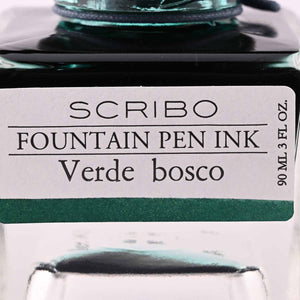 SCRIBO
FOUNTAIN PEN INK
Verde bosco
90 ML 3 FL OZ.